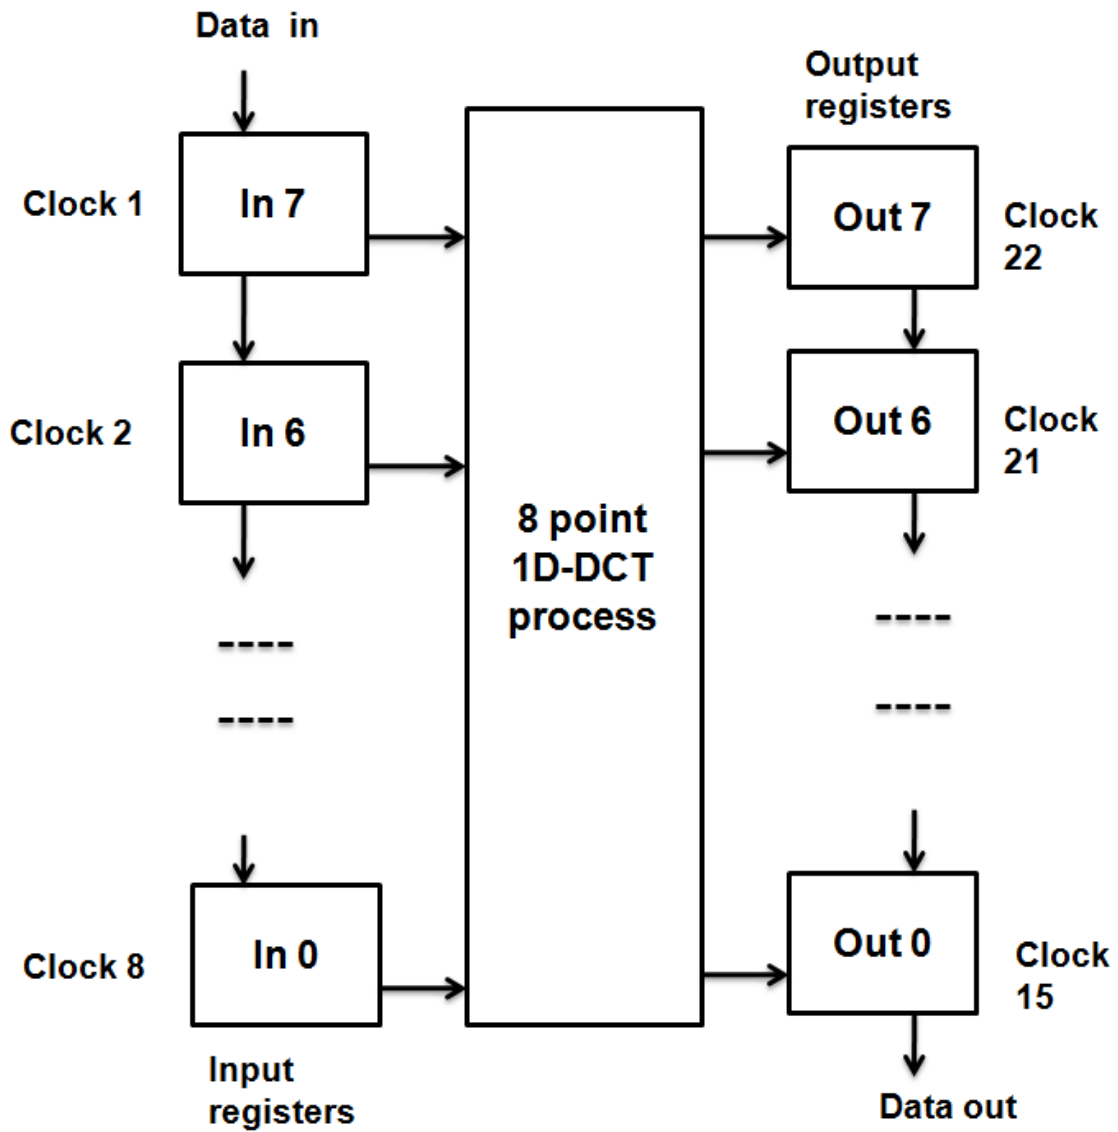 Data in
Output
registers
Clock 1
In 7
Out 7
Clock
22
Clock 2
In 6
Out 6
Clock
21
8 point
1D-DCT
process
----
----
----
----
Clock 8
In 0
Out 0
Clock
15
Input
registers
Data out